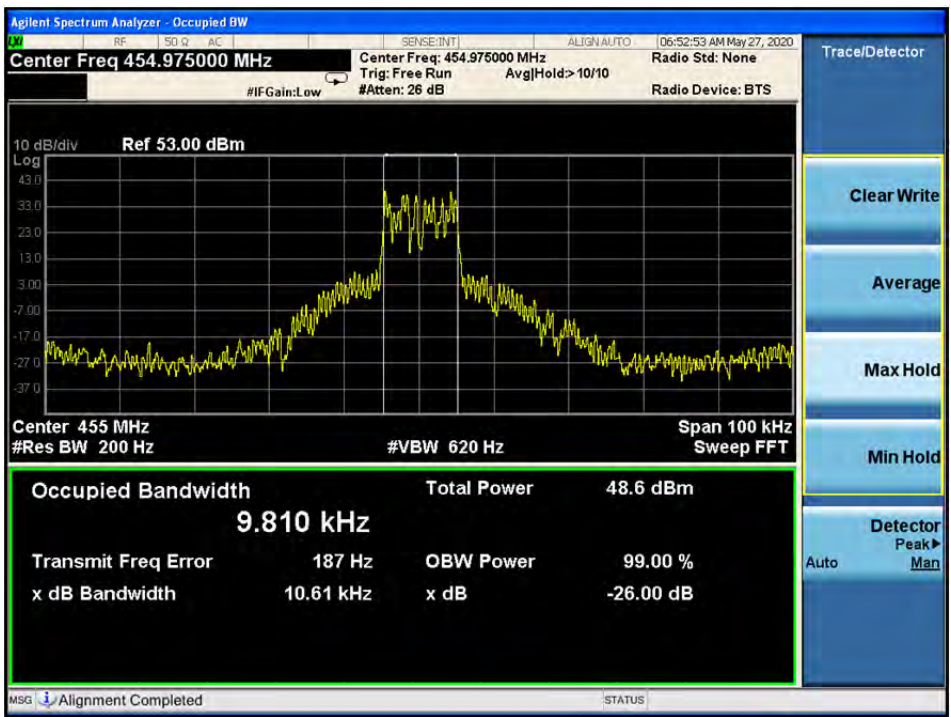 Agilent Spectrum Analyzer - Occupied BW
LXI RF 50 Ω AC SENSE:INT ALIGN AUTO 06:52:53 AM May 27, 2020
Center Freq 454.975000 MHz
Center Freq: 454.975000 MHz
Radio Std: None
Trig: Free Run Avg|Hold:>10/10
#IFGain:Low
#Atten: 26 dB
Radio Device: BTS
10 dB/div Ref 53.00 dBm
Log
43.0
33.0
23.0
13.0
3.00
-7.00
-17.0
-27.0
-37.0
Center 455 MHz Span 100 kHz
#Res BW 200 Hz #VBW 620 Hz Sweep FFT
Occupied Bandwidth Total Power 48.6 dBm
9.810 kHz
Transmit Freq Error 187 Hz OBW Power 99.00 %
x dB Bandwidth 10.61 kHz x dB -26.00 dB
MSG Alignment Completed STATUS
Trace/Detector
Clear Write
Average
Max Hold
Min Hold
Detector
Peak▶
Auto Man